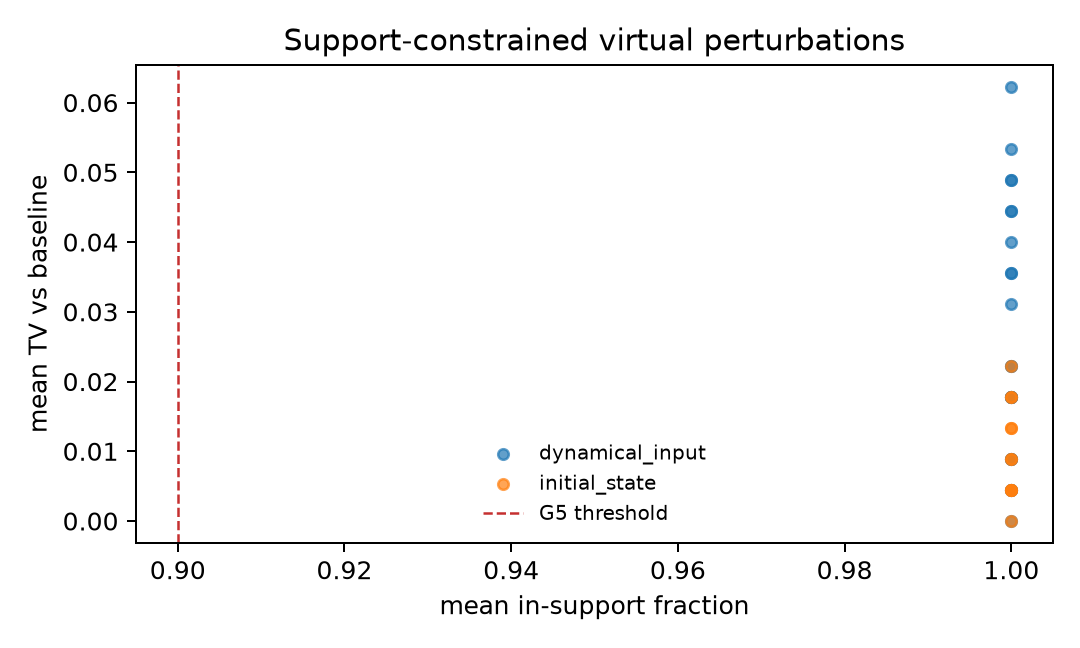 Support-constrained virtual perturbations
mean TV vs baseline
0.06
0.05
0.04
0.03
0.02
0.01
0.00
dynamical_input
initial_state
G5 threshold
0.90 0.92 0.94 0.96 0.98 1.00
mean in-support fraction